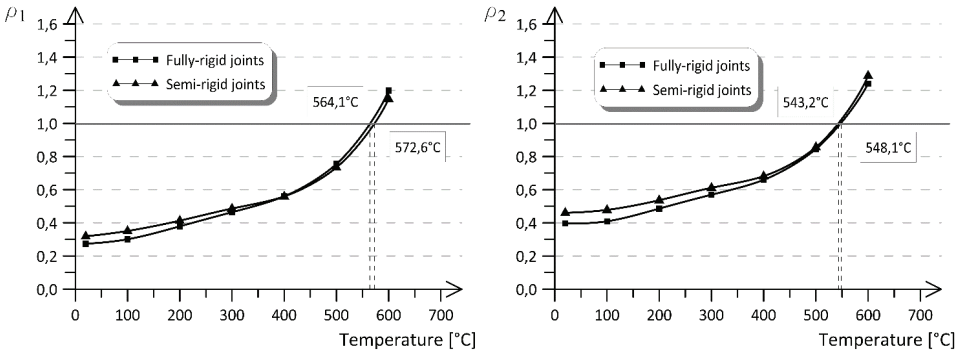 ρ1
1,6
1,4
1,2
1,0
0,8
0,6
0,4
0,2
0,0
Fully-rigid joints
Semi-rigid joints
564,1°C
572,6°C
0 100 200 300 400 500 600 700
Temperature [°C]
ρ2
1,6
1,4
1,2
1,0
0,8
0,6
0,4
0,2
0,0
Fully-rigid joints
Semi-rigid joints
543,2°C
548,1°C
0 100 200 300 400 500 600 700
Temperature [°C]